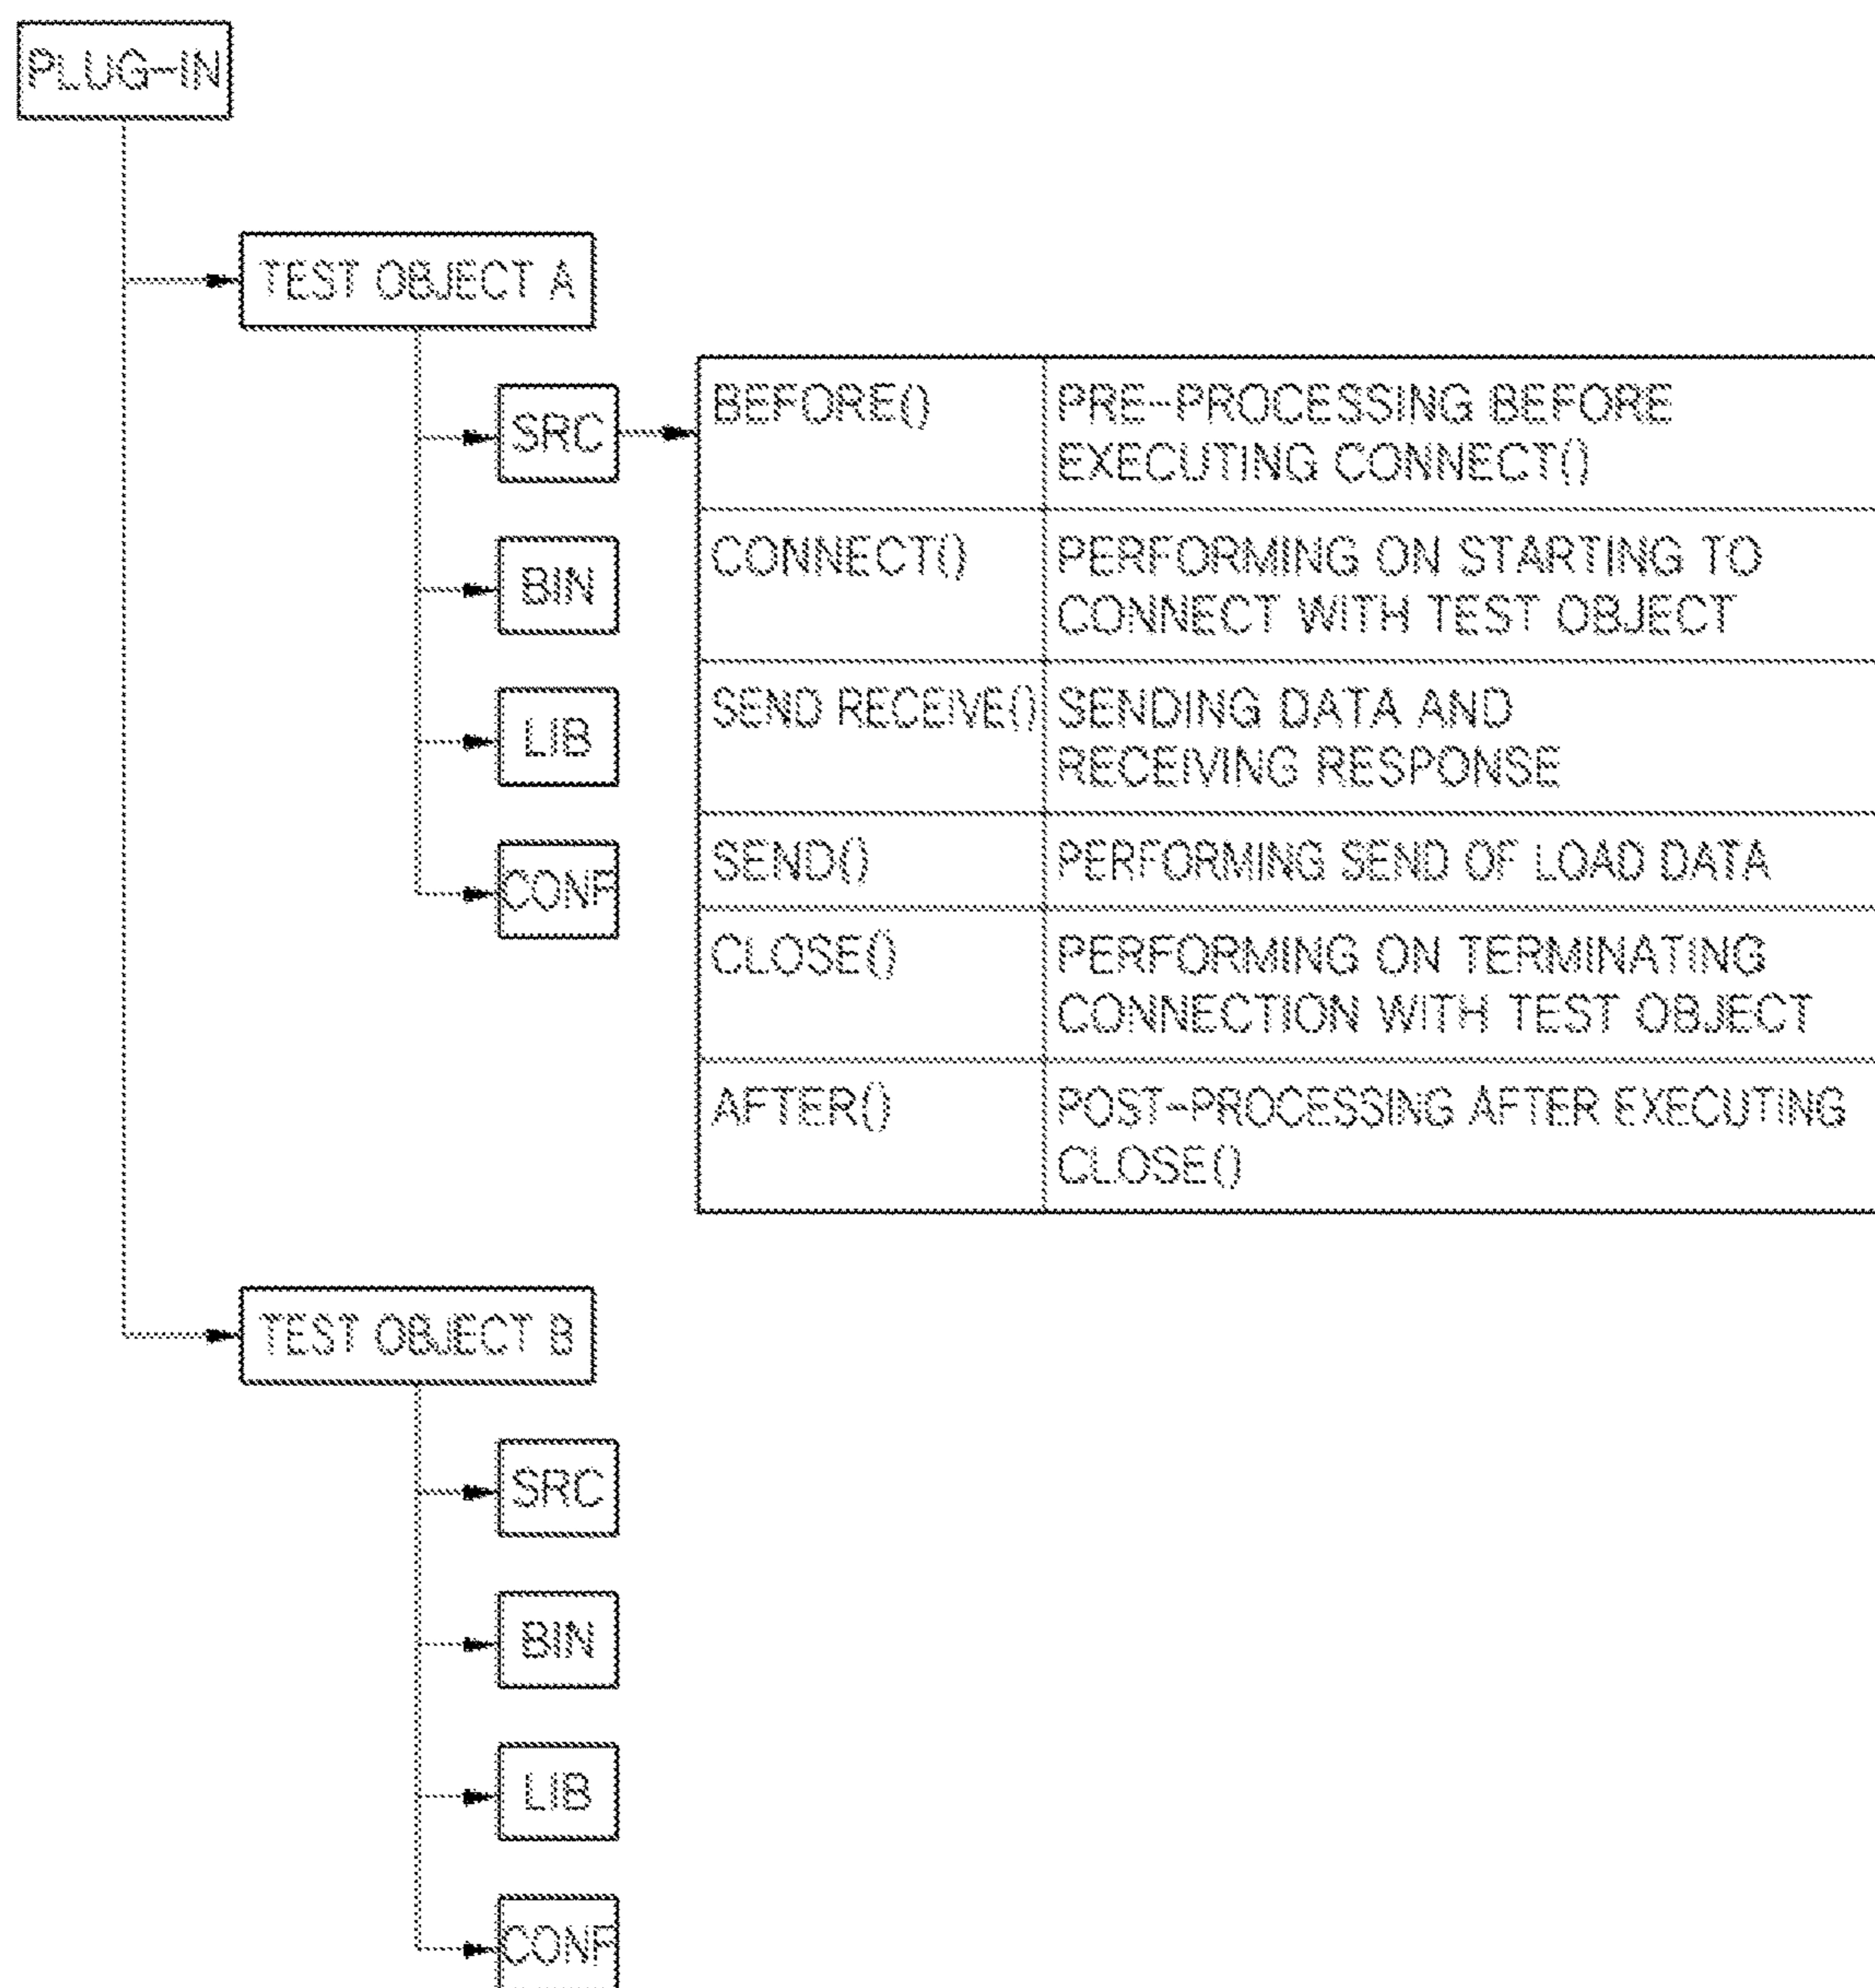 PLUG-IN
TEST OBJECT A
SRC
BEFORE()
PRE-PROCESSING BEFORE
EXECUTING CONNECT()
CONNECT()
PERFORMING ON STARTING TO
CONNECT WITH TEST OBJECT
SEND RECEIVE()
SENDING DATA AND
RECEIVING RESPONSE
SEND()
PERFORMING SEND OF LOAD DATA
CLOSE()
PERFORMING ON TERMINATING
CONNECTION WITH TEST OBJECT
AFTER()
POST-PROCESSING AFTER EXECUTING
CLOSE()
BIN
LIB
CONF
TEST OBJECT B
SRC
BIN
LIB
CONF